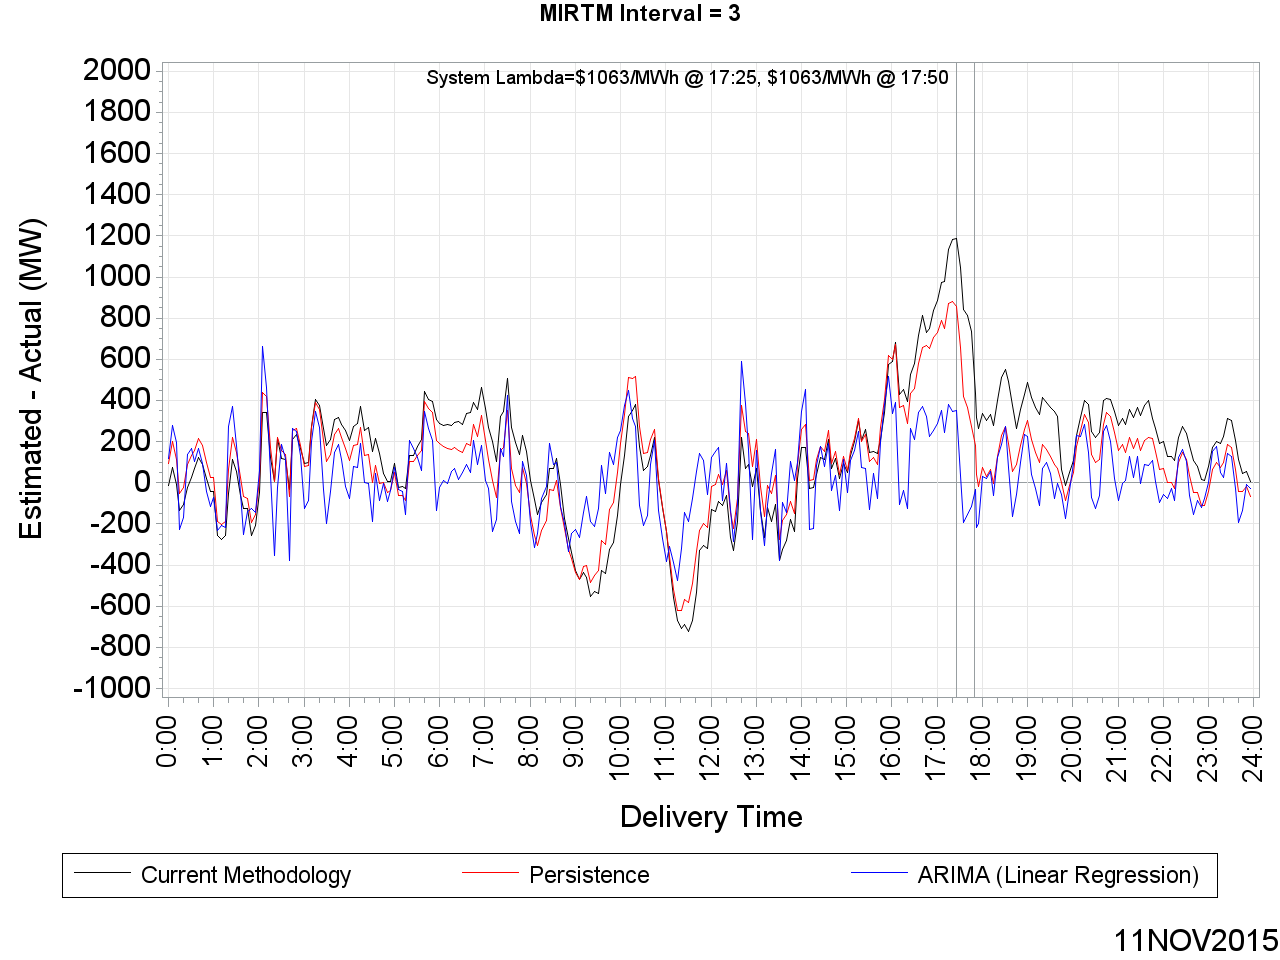 MIRTM Interval = 3
System Lambda=$1063/MWh @ 17:25, $1063/MWh @ 17:50
Estimated - Actual (MW)
2000
1800
1600
1400
1200
1000
800
600
400
200
0
-200
-400
-600
-800
-1000
0:00 1:00 2:00 3:00 4:00 5:00 6:00 7:00 8:00 9:00 10:00 11:00 12:00 13:00 14:00 15:00 16:00 17:00 18:00 19:00 20:00 21:00 22:00 23:00 24:00
Delivery Time
Current Methodology Persistence ARIMA (Linear Regression)
11NOV2015